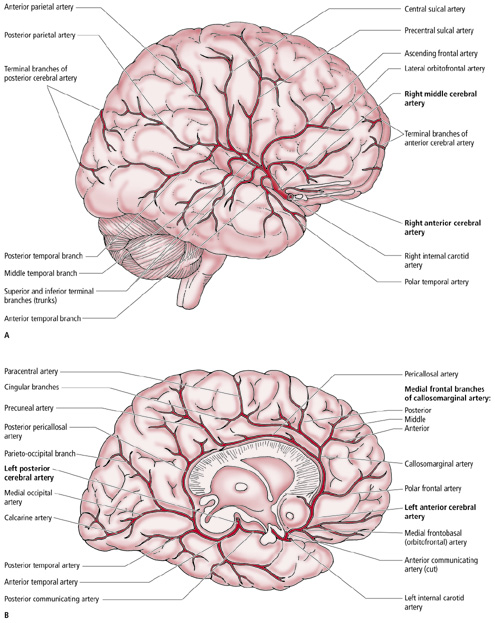 Anterior parietal artery
Posterior parietal artery
Terminal branches of
posterior cerebral artery
Central sulcal artery
Precentral sulcal artery
Ascending frontal artery
Lateral orbitofrontal artery
Right middle cerebral
artery
Terminal branches of
anterior cerebral artery
Right anterior cerebral
artery
Right internal carotid
artery
Polar temporal artery
Posterior temporal branch
Middle temporal branch
Superior and inferior terminal
branches (trunks)
Anterior temporal branch
A
Paracentral artery
Cingular branches
Precureal artery
Posterior pericallosal
artery
Parieto-occipital branch
Left posterior
cerebral artery
Medial occipital
artery
Calcarine artery
Posterior temporal artery
Anterior temporal artery
Posterior communicating artery
Pericallosal artery
Medial frontal branches
of callosomarginal artery:
Posterior
Middle
Anterior
Callosomarginal artery
Polar frontal artery
Left anterior cerebral
artery
Medial frontobasal
(orbitofrontal) artery
Anterior communicating
artery (cut)
Left internal carotid
artery
B